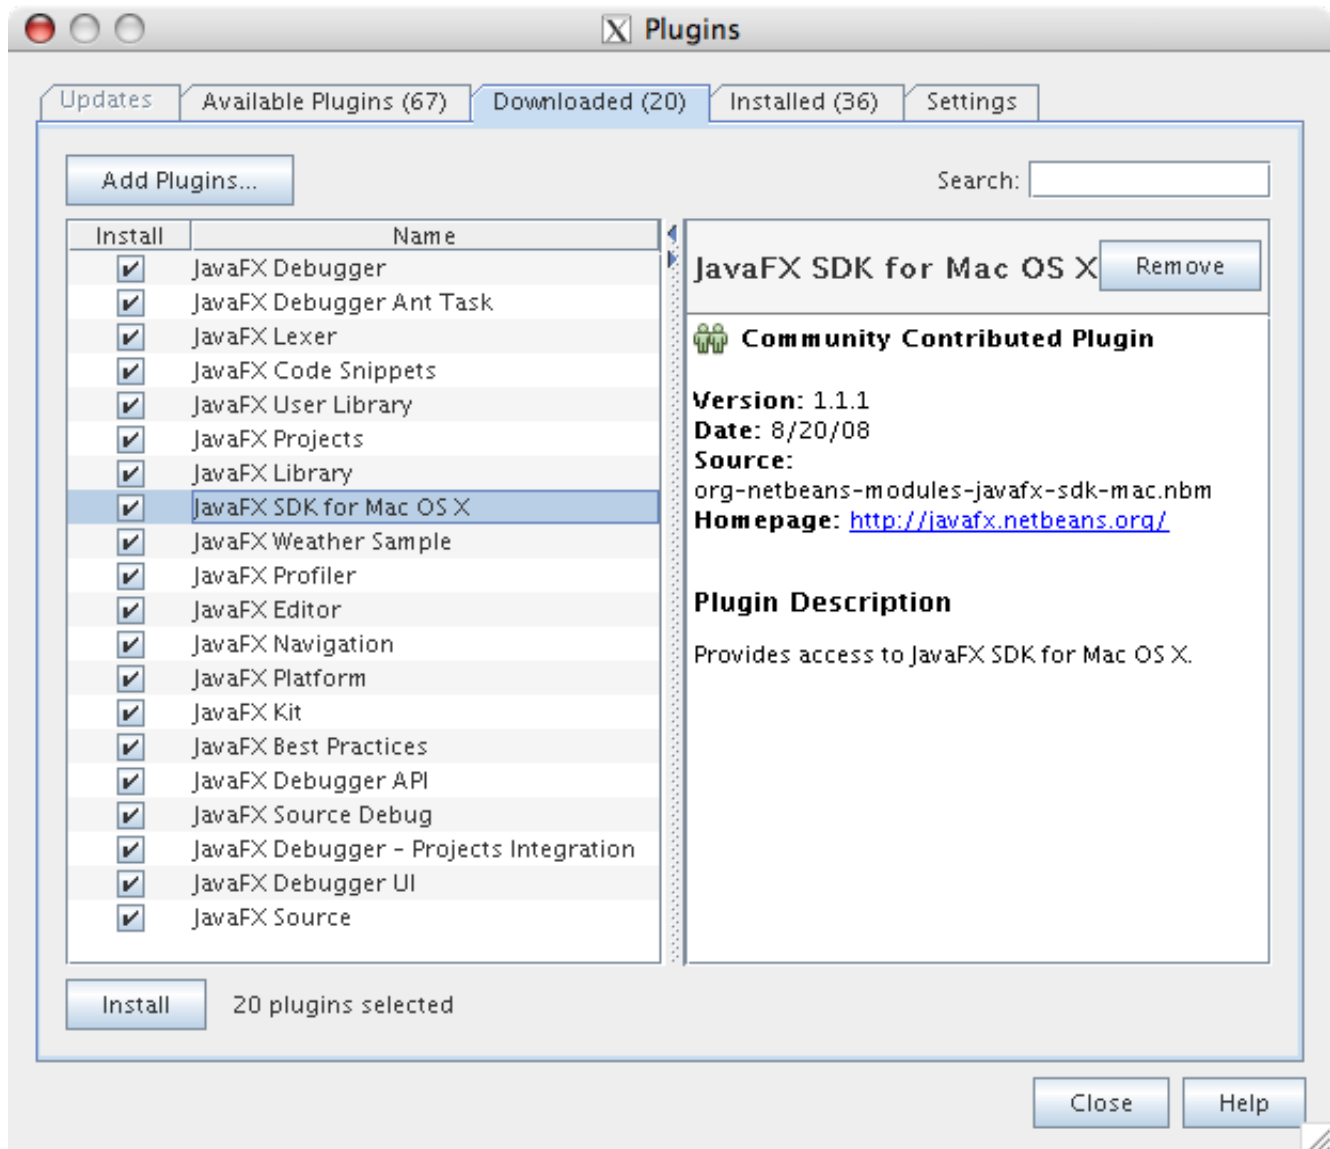 Plugins
Updates
Available Plugins (67)
Downloaded (20)
Installed (36)
Settings
Add Plugins...
Search:
Install
Name
JavaFX Debugger
JavaFX Debugger Ant Task
JavaFX Lexer
JavaFX Code Snippets
JavaFX User Library
JavaFX Projects
JavaFX Library
JavaFX SDK for Mac OS X
JavaFX Weather Sample
JavaFX Profiler
JavaFX Editor
JavaFX Navigation
JavaFX Platform
JavaFX Kit
JavaFX Best Practices
JavaFX Debugger API
JavaFX Source Debug
JavaFX Debugger - Projects Integration
JavaFX Debugger UI
JavaFX Source
JavaFX SDK for Mac OS X
Remove
Community Contributed Plugin
Version: 1.1.1
Date: 8/20/08
Source:
org-netbeans-modules-javafx-sdk-mac.nbm
Homepage: http://javafx.netbeans.org/
Plugin Description
Provides access to JavaFX SDK for Mac OS X.
Install
20 plugins selected
Close
Help